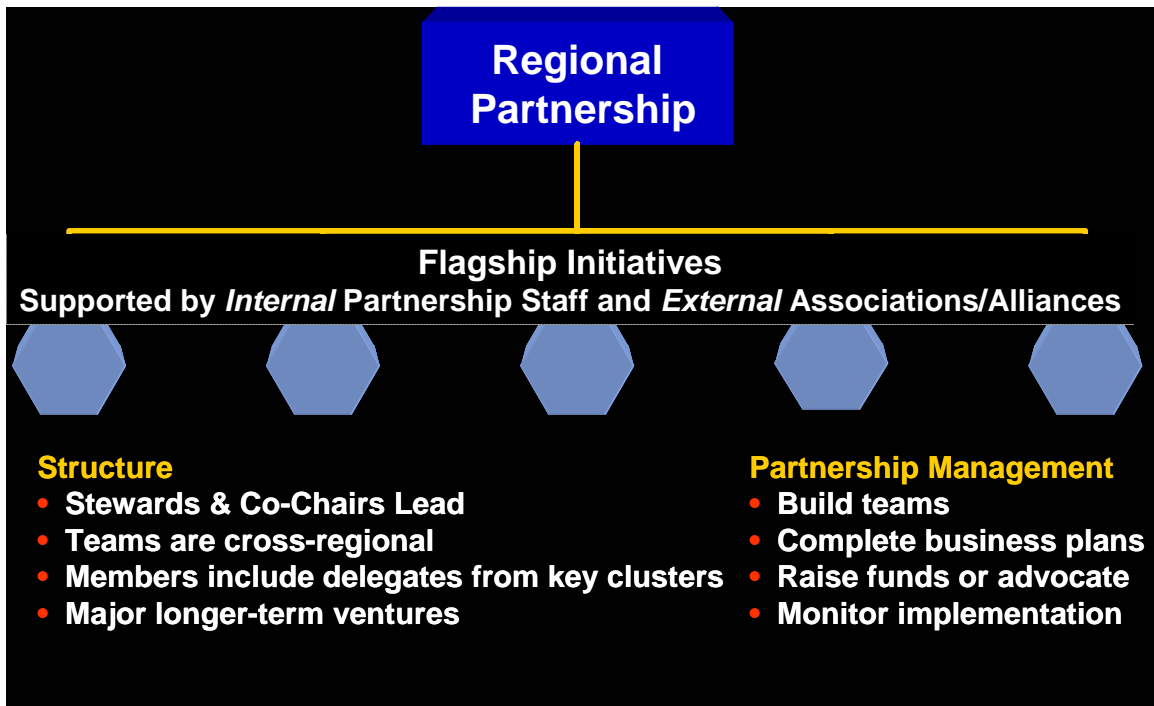 Regional
Partnership
Flagship Initiatives
Supported by Internal Partnership Staff and External Associations/Alliances
Structure
• Stewards & Co-Chairs Lead
• Teams are cross-regional
• Members include delegates from key clusters
• Major longer-term ventures
Partnership Management
• Build teams
• Complete business plans
• Raise funds or advocate
• Monitor implementation